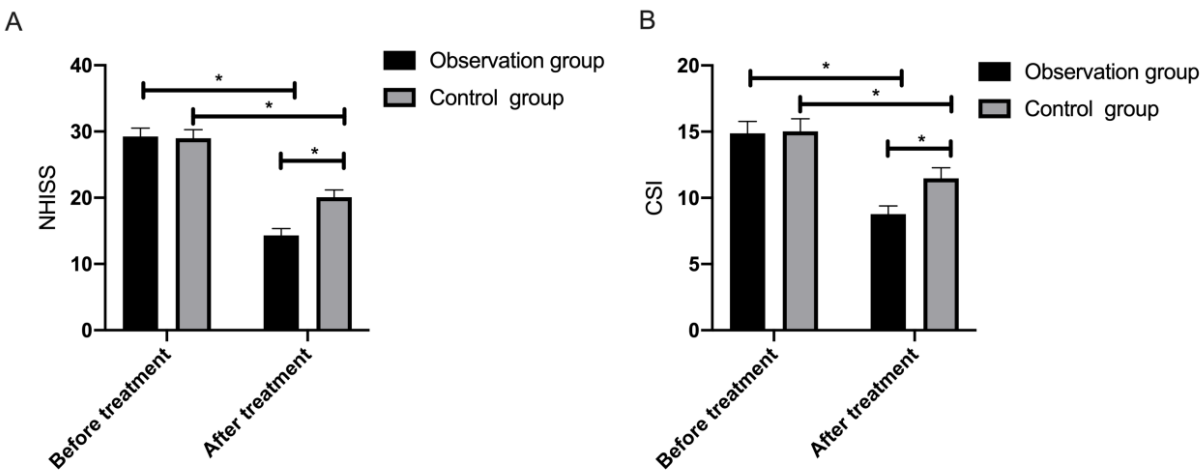 A
NHISS
40
30
20
10
0
*
*
*
Before treatment
After treatment
Observation group
Control group
B
CSI
20
15
10
5
0
*
*
*
Before treatment
After treatment
Observation group
Control group